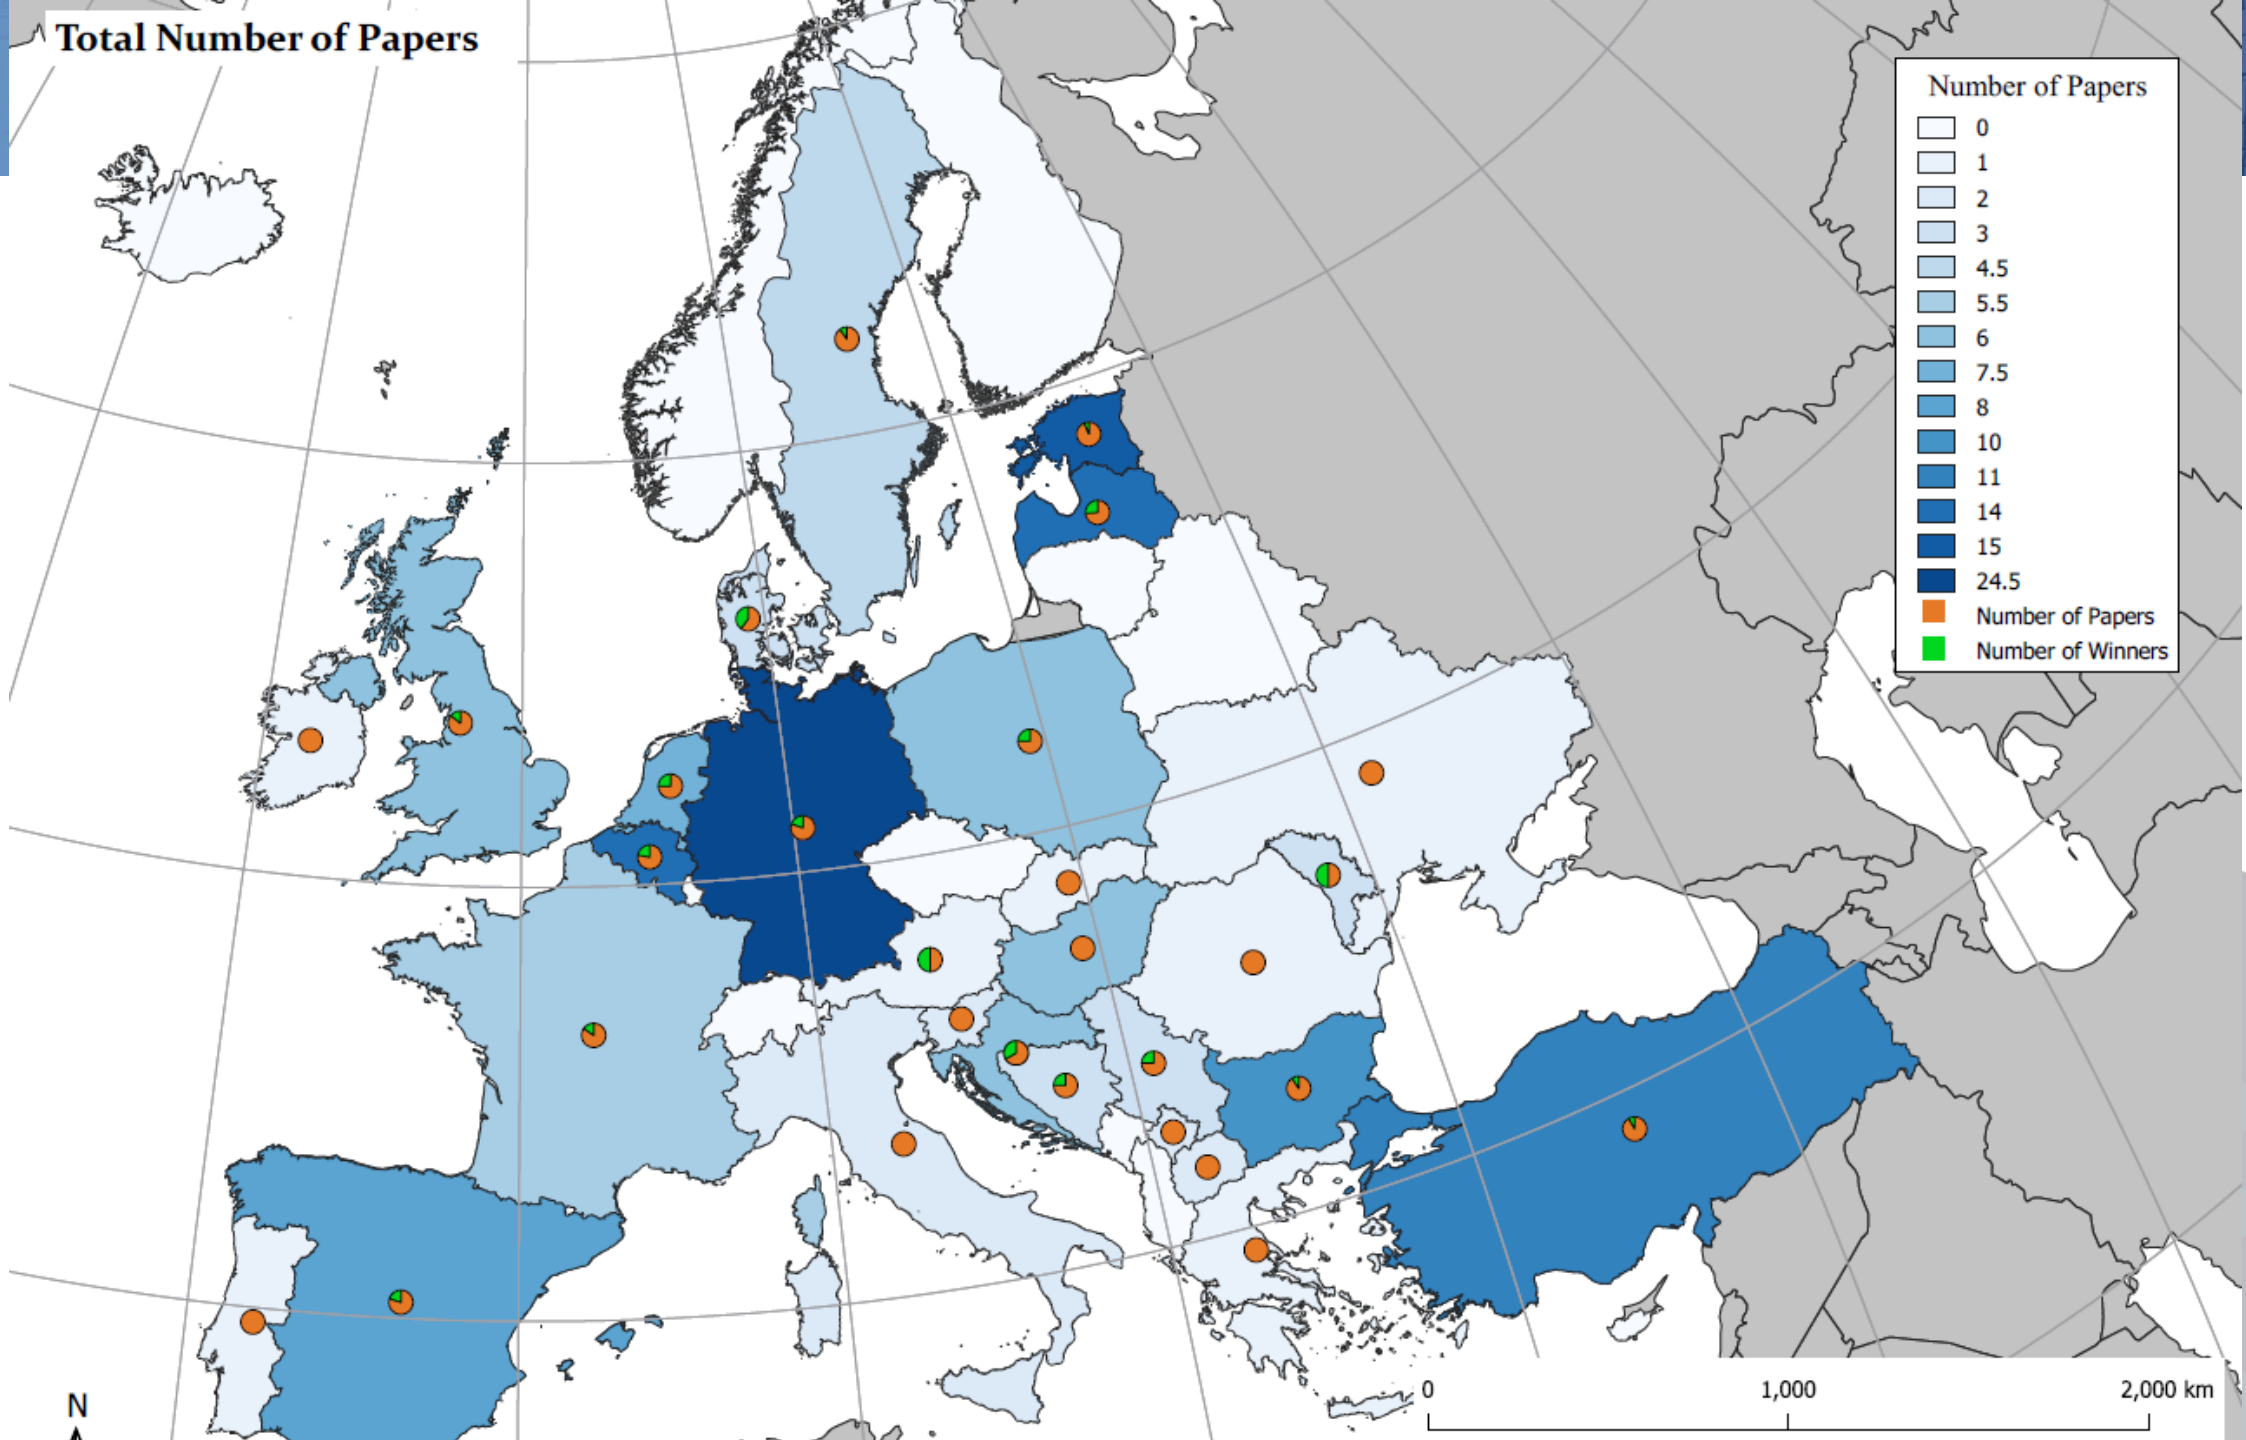 Total Number of Papers
Number of Papers
0
1
2
3
4.5
5.5
6
7.5
8
10
11
14
15
24.5
Number of Papers
Number of Winners
0 1,000 2,000 km
N